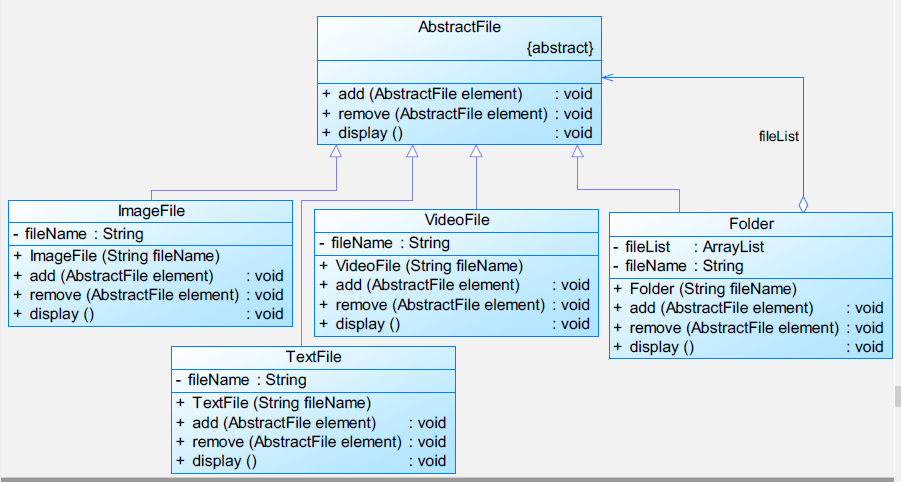 AbstractFile
{abstract}
+ add (AbstractFile element) : void
+ remove (AbstractFile element) : void
+ display () : void
fileList
ImageFile
- fileName : String
+ ImageFile (String fileName)
+ add (AbstractFile element) : void
+ remove (AbstractFile element) : void
+ display () : void
VideoFile
- fileName : String
+ VideoFile (String fileName)
+ add (AbstractFile element) : void
+ remove (AbstractFile element) : void
+ display () : void
Folder
- fileList : ArrayList
- fileName : String
+ Folder (String fileName)
+ add (AbstractFile element) : void
+ remove (AbstractFile element) : void
+ display () : void
TextFile
- fileName : String
+ TextFile (String fileName)
+ add (AbstractFile element) : void
+ remove (AbstractFile element) : void
+ display () : void